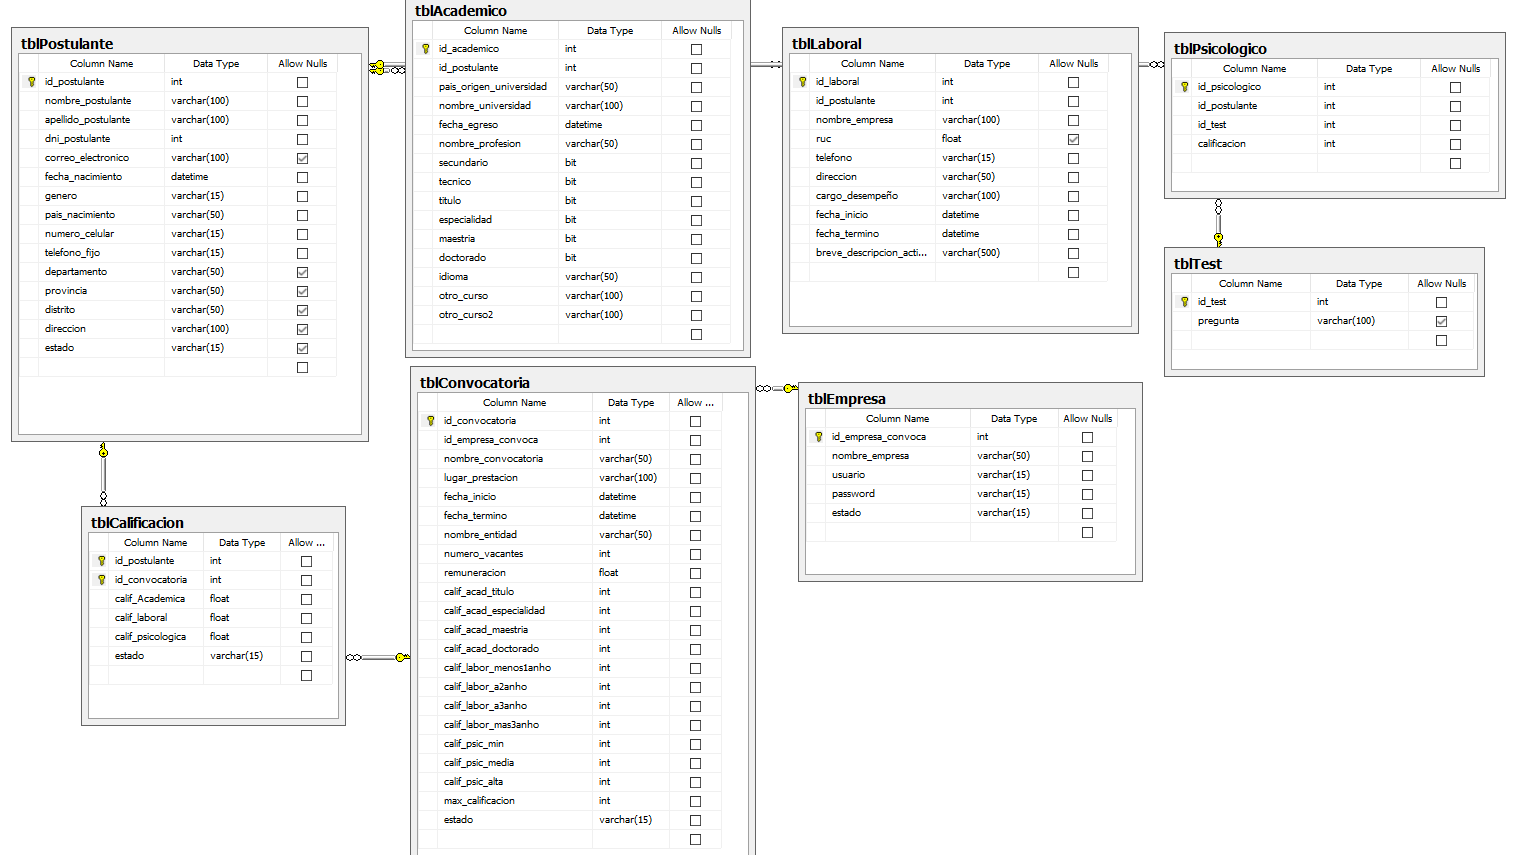 tblPostulante
Column Name Data Type Allow Nulls
id_postulante int
nombre_postulante varchar(100)
apellido_postulante varchar(100)
dni_postulante int
correo_electronico varchar(100)
fecha_nacimiento datetime
genero varchar(15)
pais_nacimiento varchar(50)
numero_celular varchar(15)
telefono_fijo varchar(15)
departamento varchar(50)
provincia varchar(50)
distrito varchar(50)
direccion varchar(100)
estado varchar(15)
tblAcademico
Column Name Data Type Allow Nulls
id_academico int
id_postulante int
pais_origen_universidad varchar(50)
nombre_universidad varchar(100)
fecha_egreso datetime
nombre_profesion varchar(50)
secundario bit
tecnico bit
titulo bit
especialidad bit
maestria bit
doctorado bit
idioma varchar(50)
otro_curso varchar(100)
otro_curso2 varchar(100)
tblLaboral
Column Name Data Type Allow Nulls
id_laboral int
id_postulante int
nombre_empresa varchar(100)
ruc float
telefono varchar(15)
direccion varchar(50)
cargo_desempeño varchar(100)
fecha_inicio datetime
fecha_termino datetime
breve_descripcion_acti... varchar(500)
tblPsicologico
Column Name Data Type Allow Nulls
id_psicologico int
id_postulante int
id_test int
calificacion int
tblTest
Column Name Data Type Allow Nulls
id_test int
pregunta varchar(100)
tblCalificacion
Column Name Data Type Allow ...
id_postulante int
id_convocatoria int
calif_Academica float
calif_laboral float
calif_psicologica float
estado varchar(15)
tblConvocatoria
Column Name Data Type Allow ...
id_convocatoria int
id_empresa_convoca int
nombre_convocatoria varchar(50)
lugar_prestacion varchar(100)
fecha_inicio datetime
fecha_termino datetime
nombre_entidad varchar(50)
numero_vacantes int
remuneracion float
calif_acad_titulo int
calif_acad_especialidad int
calif_acad_maestria int
calif_acad_doctorado int
calif_labor_menos1anho int
calif_labor_a2anho int
calif_labor_a3anho int
calif_labor_mas3anho int
calif_psic_min int
calif_psic_media int
calif_psic_alta int
max_calificacion int
estado varchar(15)
tblEmpresa
Column Name Data Type Allow Nulls
id_empresa_convoca int
nombre_empresa varchar(50)
usuario varchar(15)
password varchar(15)
estado varchar(15)